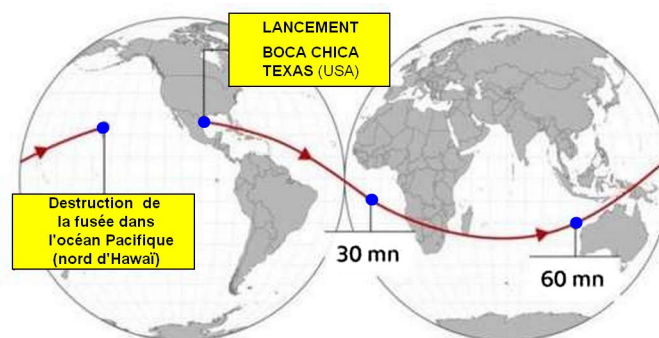 LANCEMENT
BOCA CHICA
TEXAS (USA)
Destruction de
la fusée dans
l'océan Pacifique
(nord d'Hawaï)
30 mn
60 mn